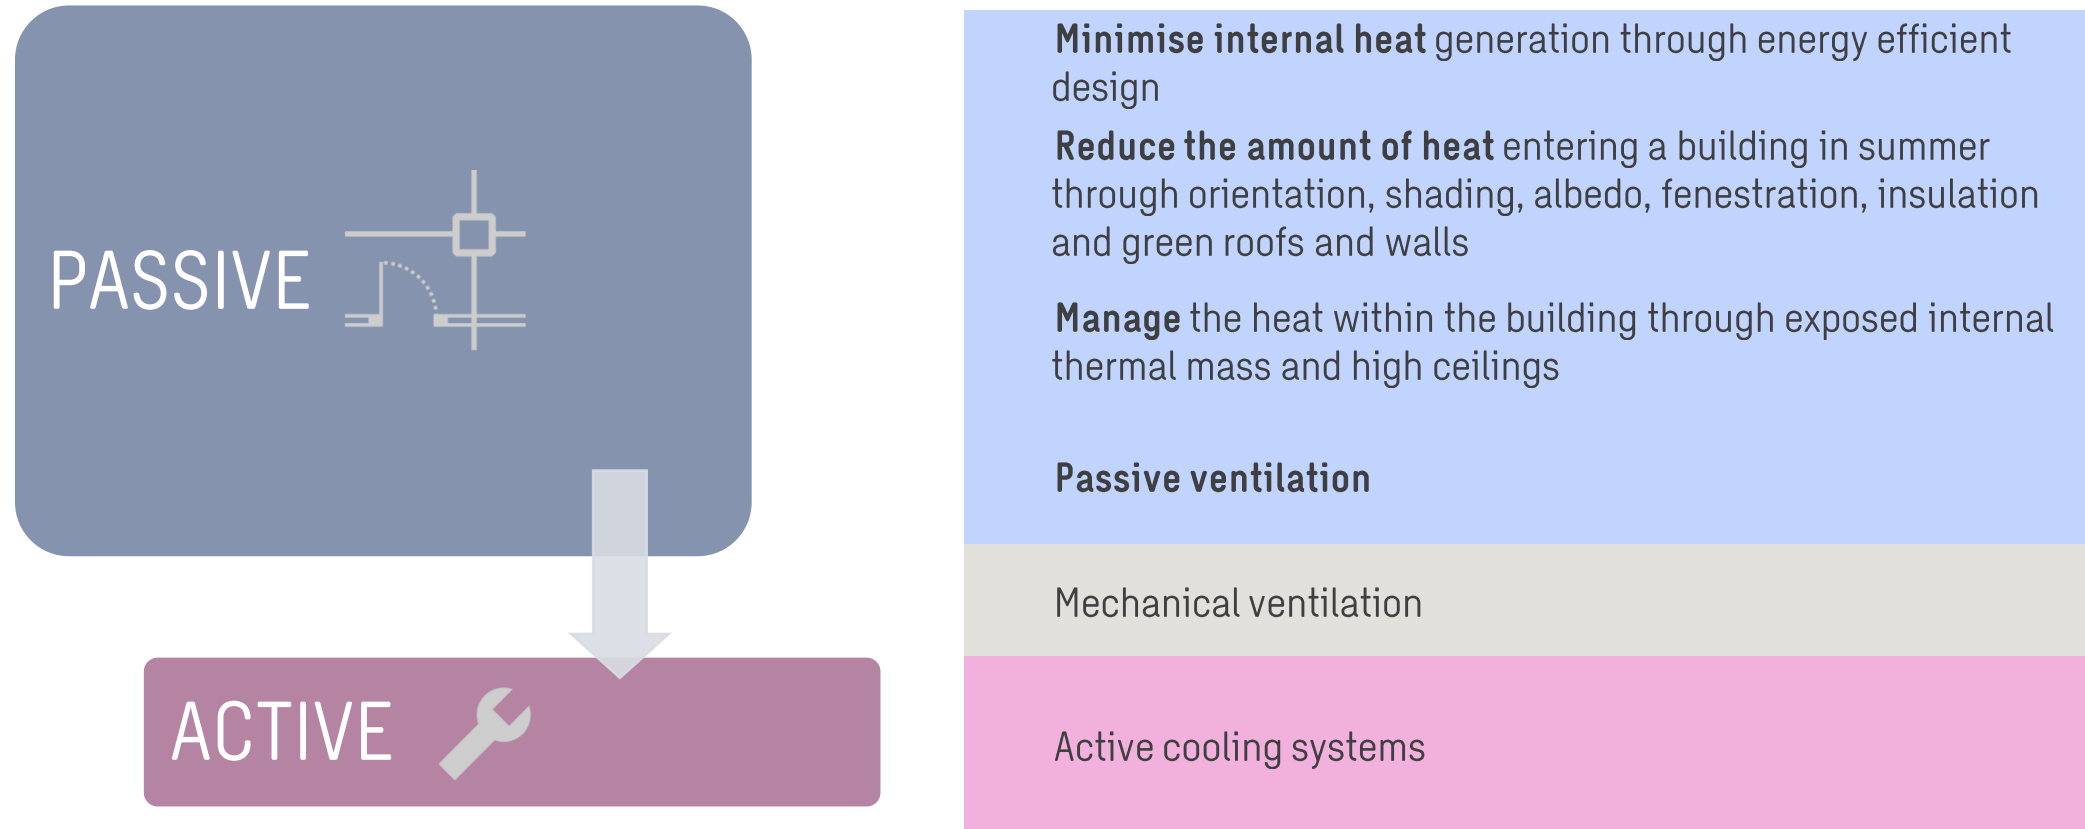 PASSIVE
ACTIVE
Minimise internal heat generation through energy efficient
design
Reduce the amount of heat entering a building in summer
through orientation, shading, albedo, fenestration, insulation
and green roofs and walls
Manage the heat within the building through exposed internal
thermal mass and high ceilings
Passive ventilation
Mechanical ventilation
Active cooling systems